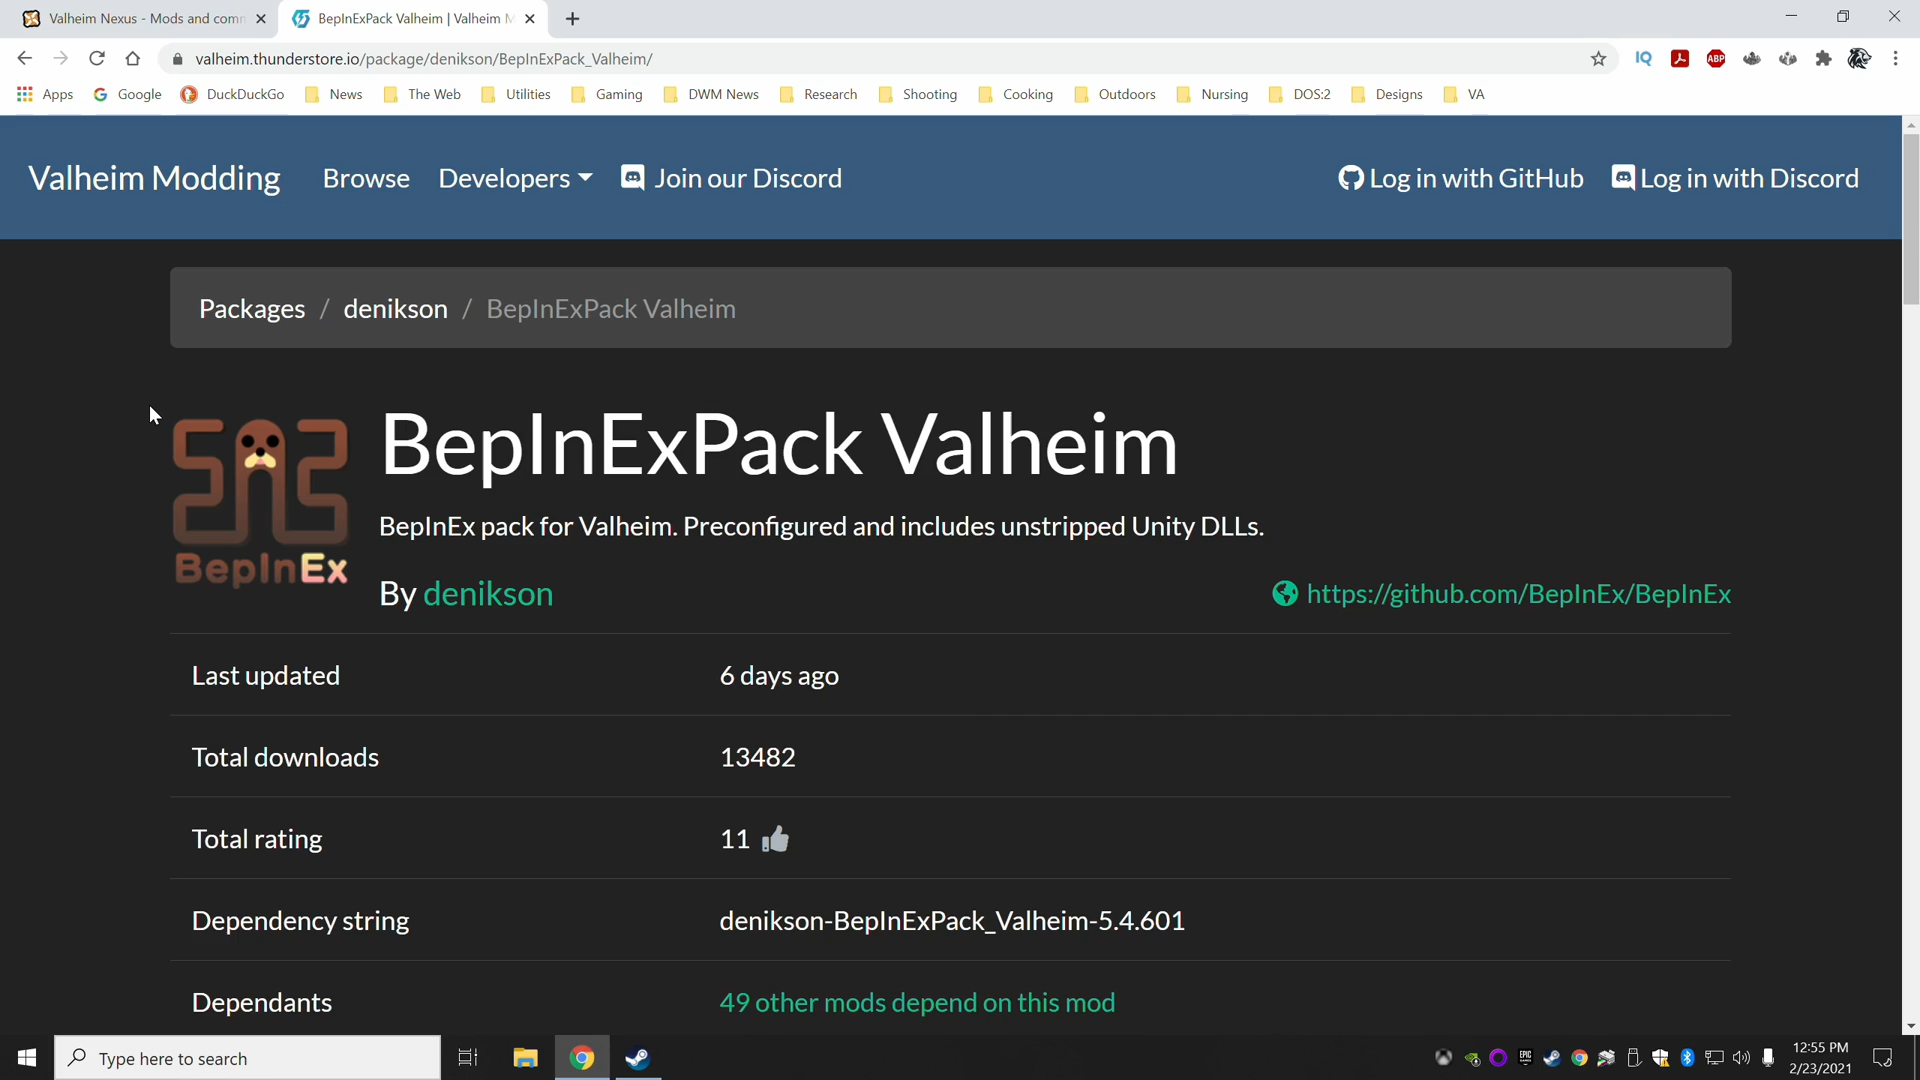 Valheim Nexus - Mods and com
BepInExPack Valheim | Valheim M
valheim.thunderstore.io/package/denikson/BepInExPack_Valheim/
IQ
ABP
Apps
Google
DuckDuckGo
News
The Web
Utilities
Gaming
DWM News
Research
Shooting
Cooking
Outdoors
Nursing
DOS:2
Designs
VA
Valheim Modding
Browse
Developers
Join our Discord
Log in with GitHub
Log in with Discord
Packages / denikson / BepInExPack Valheim
BepInEx
BepInExPack Valheim
BepInEx pack for Valheim. Preconfigured and includes unstripped Unity DLLs.
By denikson
https://github.com/BepInEx/BepInEx
Last updated 6 days ago
Total downloads 13482
Total rating 11
Dependency string denikson-BepInExPack_Valheim-5.4.601
Dependants 49 other mods depend on this mod
Type here to search
EPIC
12:55 PM
2/23/2021